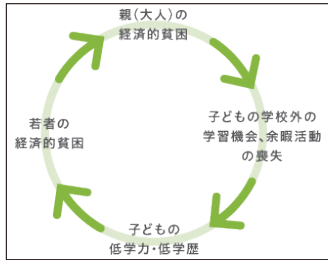 親(大人)の
経済的貧困
子どもの学校外の
学習機会、余暇活動
の喪失
子どもの
低学力・低学歴
若者の
経済的貧困